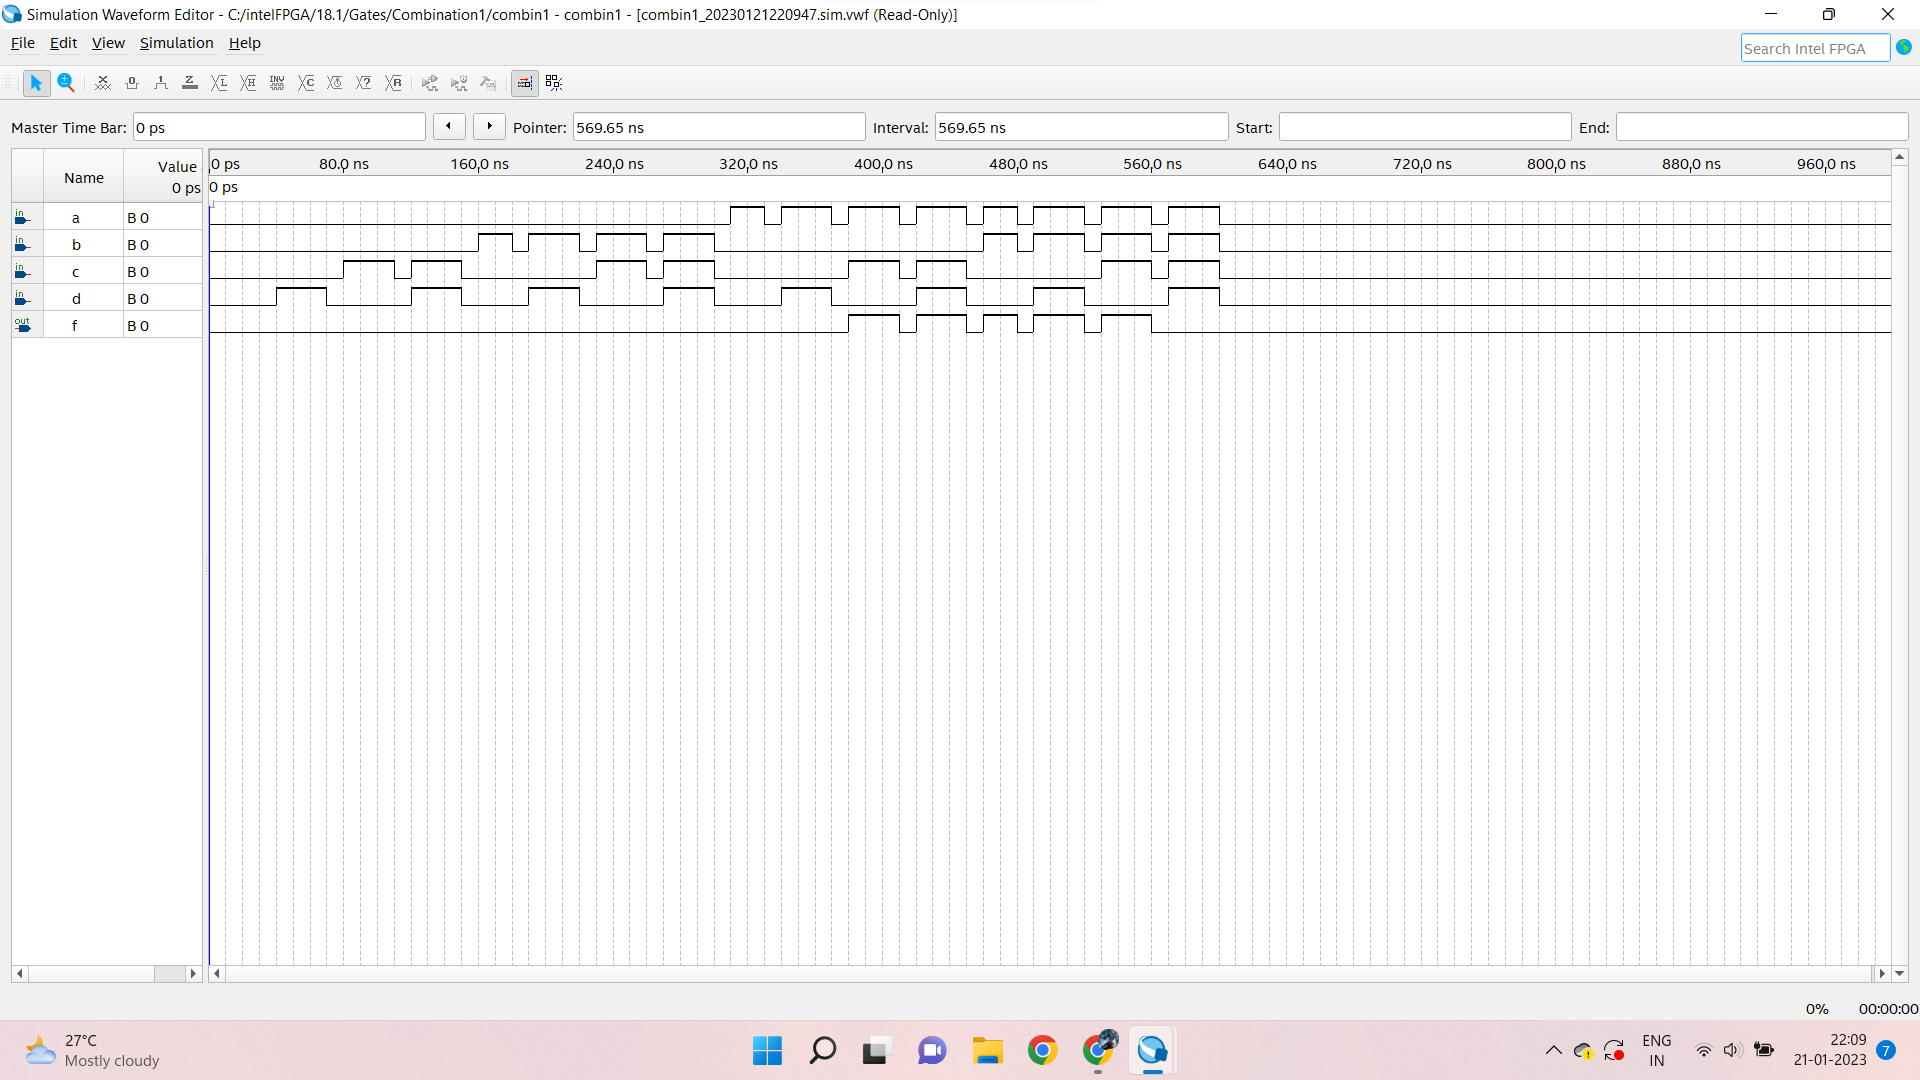 Simulation Waveform Editor - C:/intelFPGA/18.1/Gates/Combination1/combin1 - combin1 - [combin1_20230121220947.sim.vwf (Read-Only)]
File Edit View Simulation Help
Search Intel FPGA
Master Time Bar: 0 ps Pointer: 569.65 ns Interval: 569.65 ns Start: End:
Name Value 0 ps
0 ps 80.0 ns 160.0 ns 240.0 ns 320.0 ns 400.0 ns 480.0 ns 560.0 ns 640.0 ns 720.0 ns 800.0 ns 880.0 ns 960.0 ns
0 ps
in a B 0
in b B 0
in c B 0
in d B 0
out f B 0
0% 00:00:00
27°C
Mostly cloudy
ENG
IN
22:09
21-01-2023
7